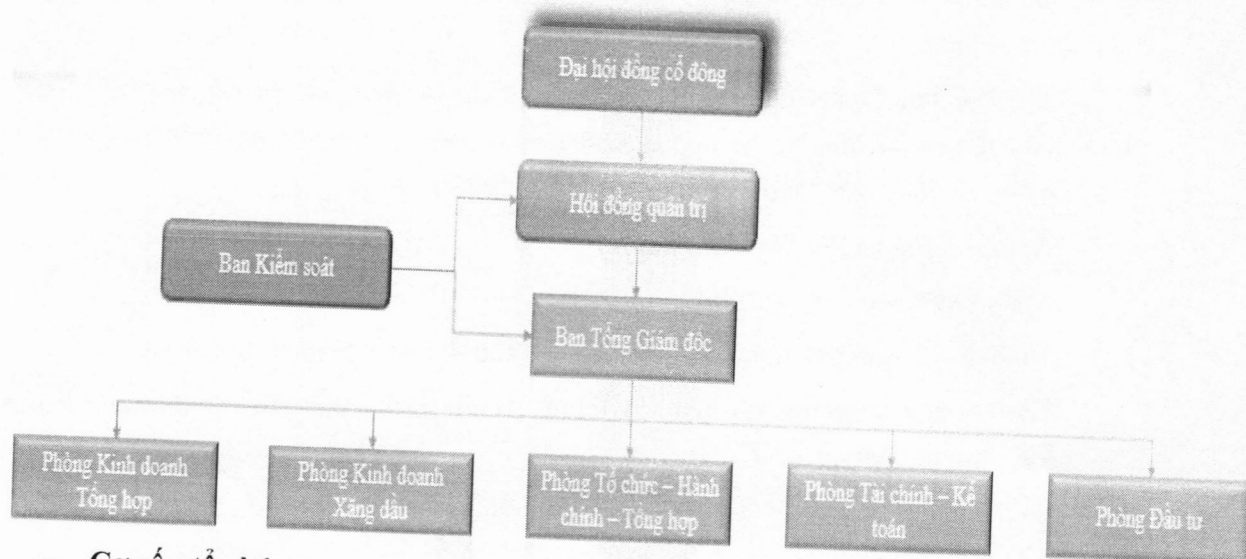 Đại hội đồng cổ đông
Hội đồng quản trị
Ban Kiểm soát
Ban Tổng Giám đốc
Phòng Kinh doanh
Tổng hợp
Phòng Kinh doanh
Xăng dầu
Phòng Tổ chức – Hành
chính – Tổng hợp
Phòng Tài chính – Kế
toán
Phòng Đầu tư